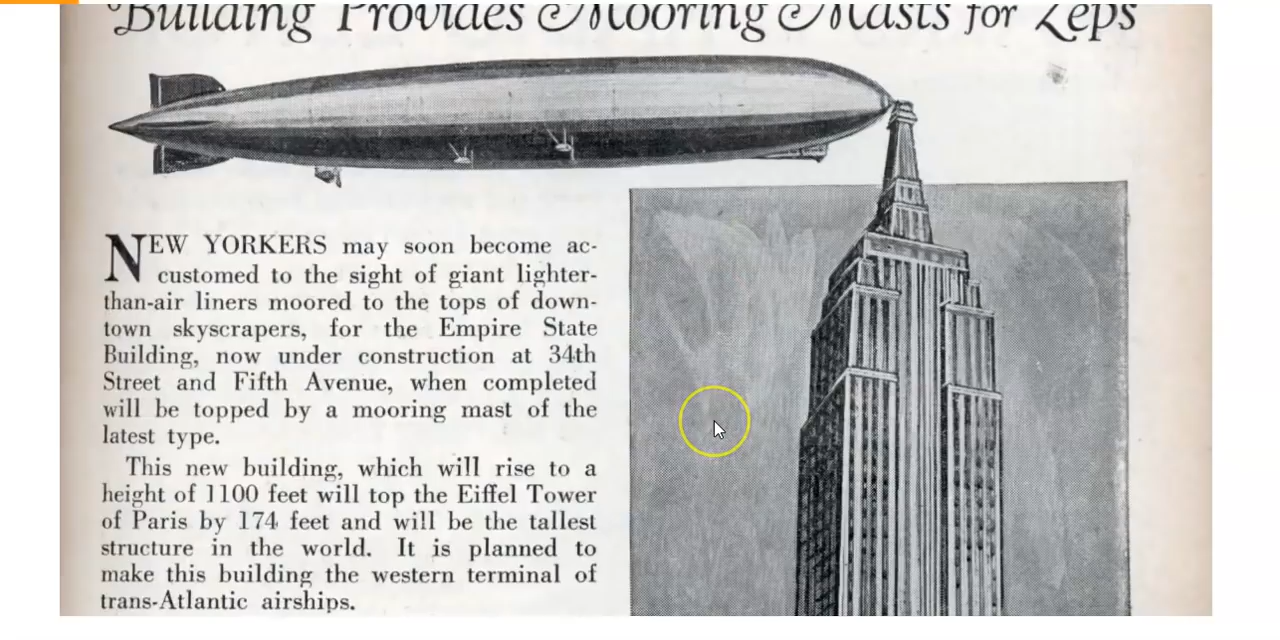 Building Provides Mooring Masts for Zeps
NEW YORKERS may soon become ac-
customed to the sight of giant lighter-
than-air liners moored to the tops of down-
town skyscrapers, for the Empire State
Building, now under construction at 34th
Street and Fifth Avenue, when completed
will be topped by a mooring mast of the
latest type.
This new building, which will rise to a
height of 1100 feet will top the Eiffel Tower
of Paris by 174 feet and will be the tallest
structure in the world. It is planned to
make this building the western terminal of
trans-Atlantic airships.